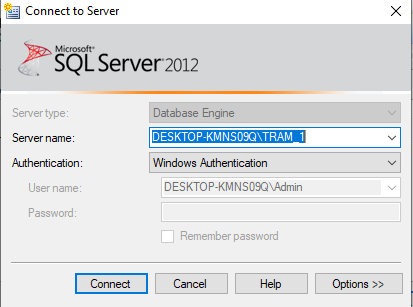 Connect to Server
Microsoft
SQL Server 2012
Server type: Database Engine
Server name: DESKTOP-KMNS09Q\TRAM_1
Authentication: Windows Authentication
User name: DESKTOP-KMNS09Q\Admin
Password:
Remember password
Connect Cancel Help Options >>